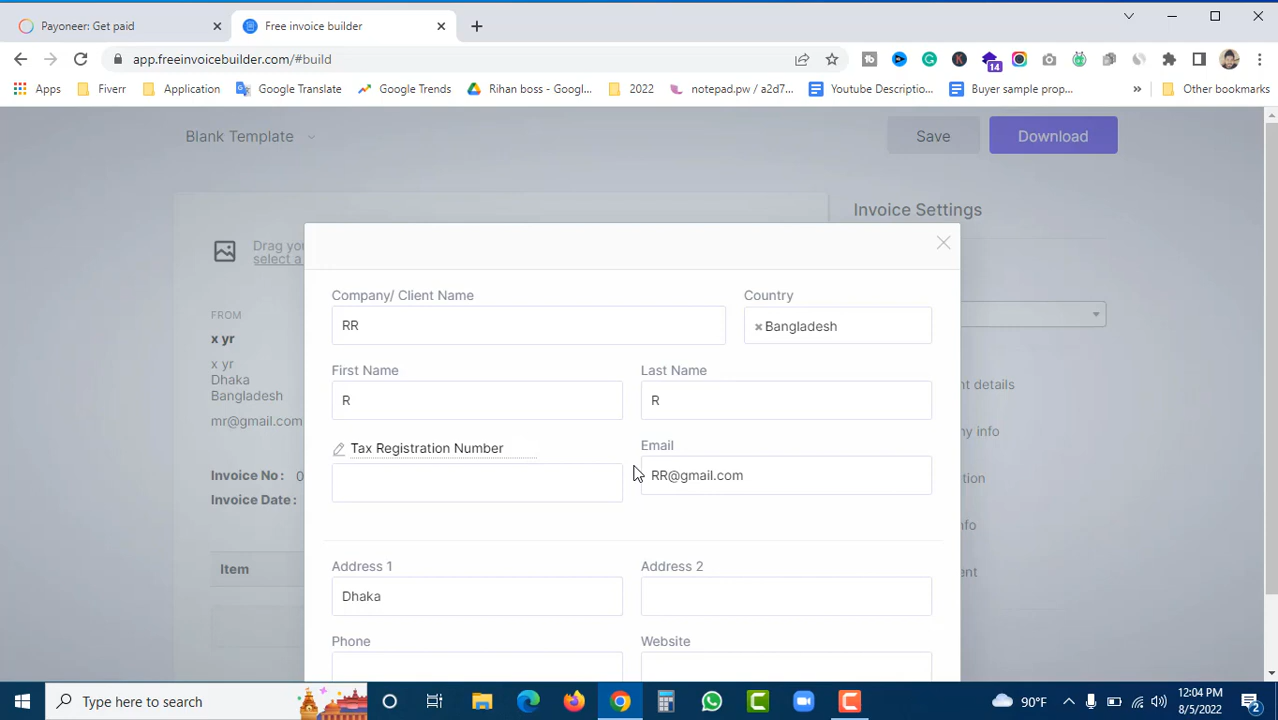 Payoneer: Get paid
Free invoice builder
app.freeinvoicebuilder.com/#build
14
Apps
Fiverr
Application
Google Translate
Google Trends
Rihan boss - Googl...
2022
notepad.pw / a2d7...
Youtube Descriptio...
Buyer sample prop...
»
Other bookmarks
Blank Template
Save
Download
Invoice Settings
Drag you
select a
FROM
x yr
x yr
Dhaka
Bangladesh
mr@gmail.com
Invoice No : 0
Invoice Date :
Item
Company/ Client Name
RR
Country
×Bangladesh
First Name
R
Last Name
R
Tax Registration Number
Email
RR@gmail.com
Address 1
Dhaka
Address 2
Phone
Website
nt details
ny info
tion
nfo
ent
Type here to search
90°F
12:04 PM
8/5/2022
2